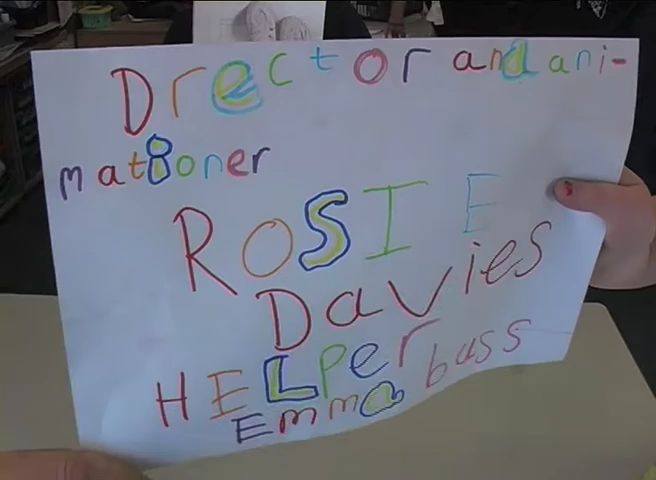 Drector and ani-
mationer
ROSIE
Davies
HELPer bass
Emma